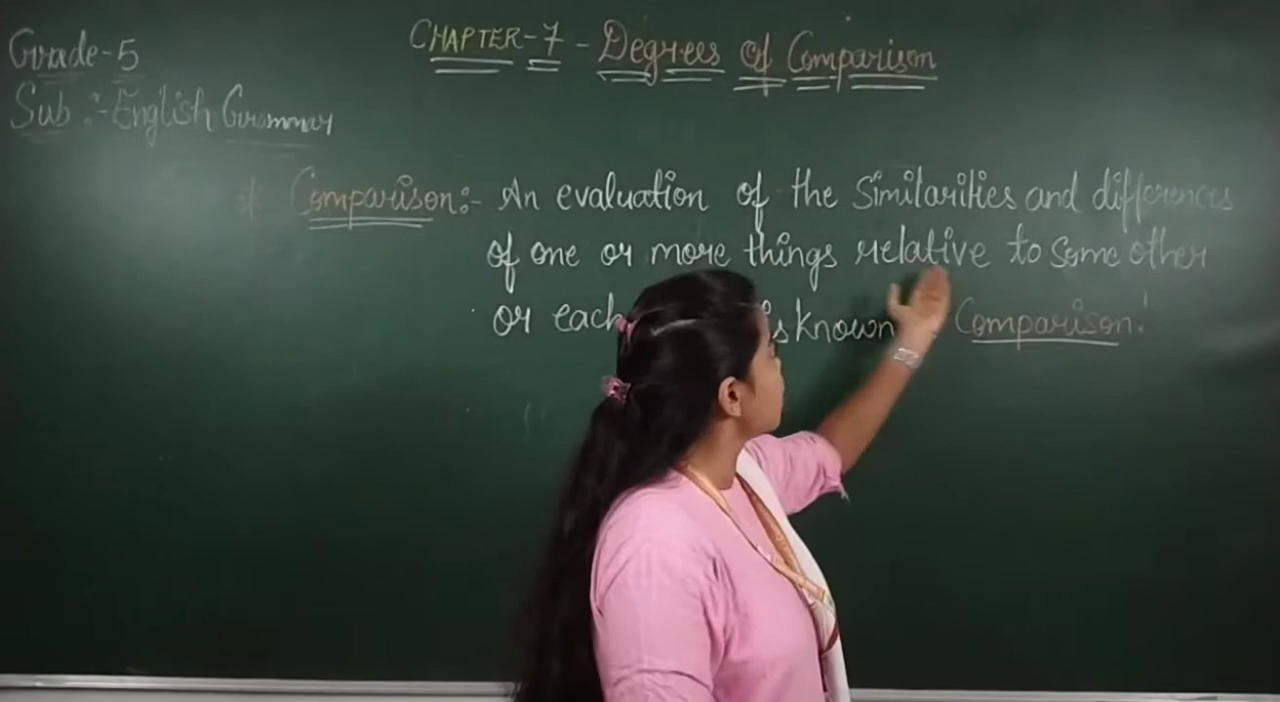 Grade-5
CHAPTER-7 - Degrees of Comparison
Sub :- English Grammar
* Comparison:- An evaluation of the similarities and differences
of one or more things relative to some other
or each is known Comparison.'